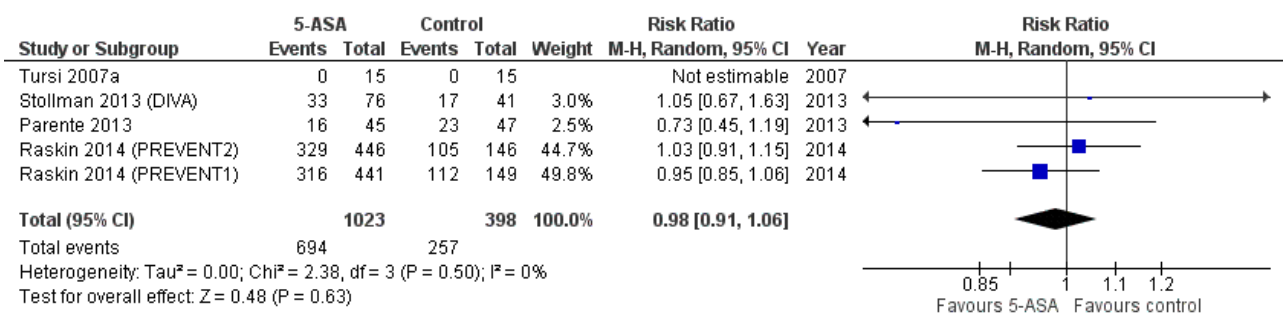 5-ASA Control Risk Ratio Risk Ratio
Study or Subgroup Events Total Events Total Weight M-H, Random, 95% CI Year M-H, Random, 95% CI
Tursi 2007a 0 15 0 15 Not estimable 2007
Stollman 2013 (DIVA) 33 76 17 41 3.0% 1.05 [0.67, 1.63] 2013
Parente 2013 16 45 23 47 2.5% 0.73 [0.45, 1.19] 2013
Raskin 2014 (PREVENT2) 329 446 105 146 44.7% 1.03 [0.91, 1.15] 2014
Raskin 2014 (PREVENT1) 316 441 112 149 49.8% 0.95 [0.85, 1.06] 2014
Total (95% CI) 1023 398 100.0% 0.98 [0.91, 1.06]
Total events 694 257
Heterogeneity: Tau² = 0.00; Chi² = 2.38, df = 3 (P = 0.50); I² = 0%
Test for overall effect: Z = 0.48 (P = 0.63)
0.85 1 1.1 1.2
Favours 5-ASA Favours control